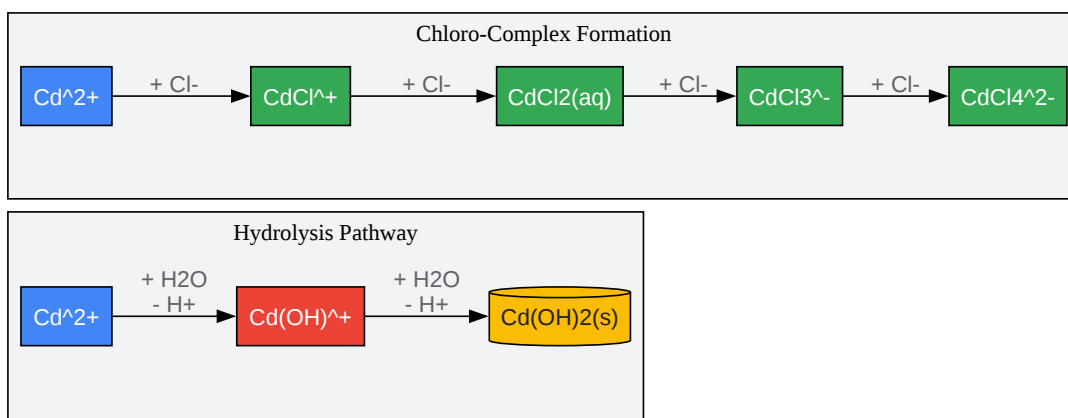 Chloro-Complex Formation
Cd^2+
+ Cl-
CdCl^+
+ Cl-
CdCl2(aq)
+ Cl-
CdCl3^-
+ Cl-
CdCl4^2-
Hydrolysis Pathway
Cd^2+
+ H2O
- H+
Cd(OH)^+
+ H2O
- H+
Cd(OH)2(s)